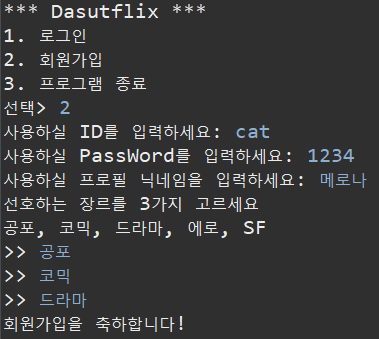 *** Dasutflix ***
1. 로그인
2. 회원가입
3. 프로그램 종료
선택> 2
사용하실 ID를 입력하세요: cat
사용하실 PassWord를 입력하세요: 1234
사용하실 프로필 닉네임을 입력하세요: 메로나
선호하는 장르를 3가지 고르세요
공포, 코믹, 드라마, 에로, SF
>> 공포
>> 코믹
>> 드라마
회원가입을 축하합니다!